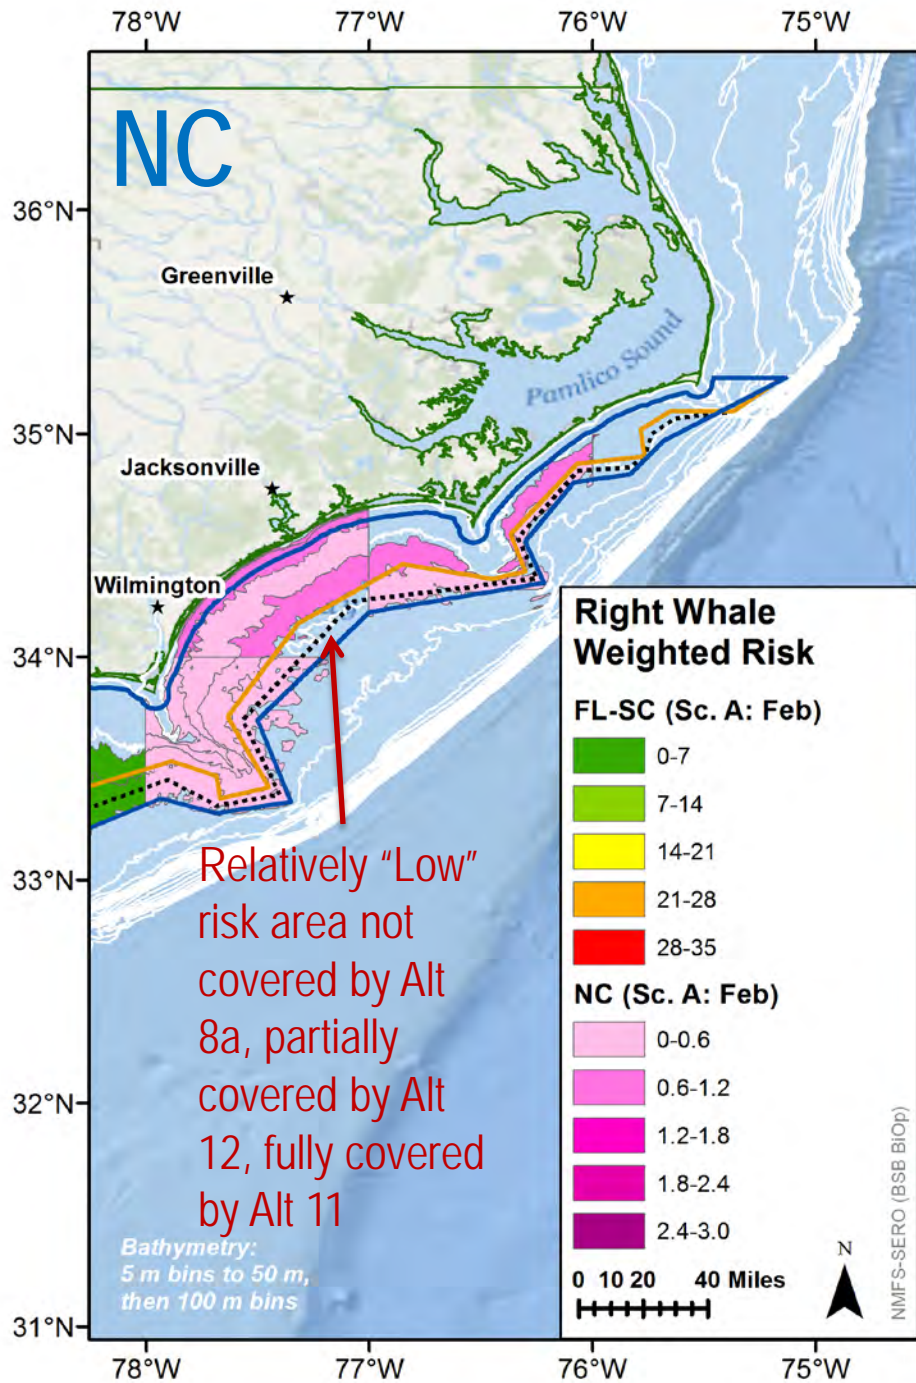 78°W 77°W 76°W 75°W
NC
36°N
Greenville
Pamlico Sound
35°N
Jacksonville
Wilmington
34°N
33°N
32°N
31°N
Relatively “Low”
risk area not
covered by Alt
8a, partially
covered by Alt
12, fully covered
by Alt 11
Bathymetry:
5 m bins to 50 m,
then 100 m bins
Right Whale
Weighted Risk
FL-SC (Sc. A: Feb)
0-7
7-14
14-21
21-28
28-35
NC (Sc. A: Feb)
0-0.6
0.6-1.2
1.2-1.8
1.8-2.4
2.4-3.0
0 10 20 40 Miles
N
NMFS-SERO (BSB BiOp)
78°W 77°W 76°W 75°W